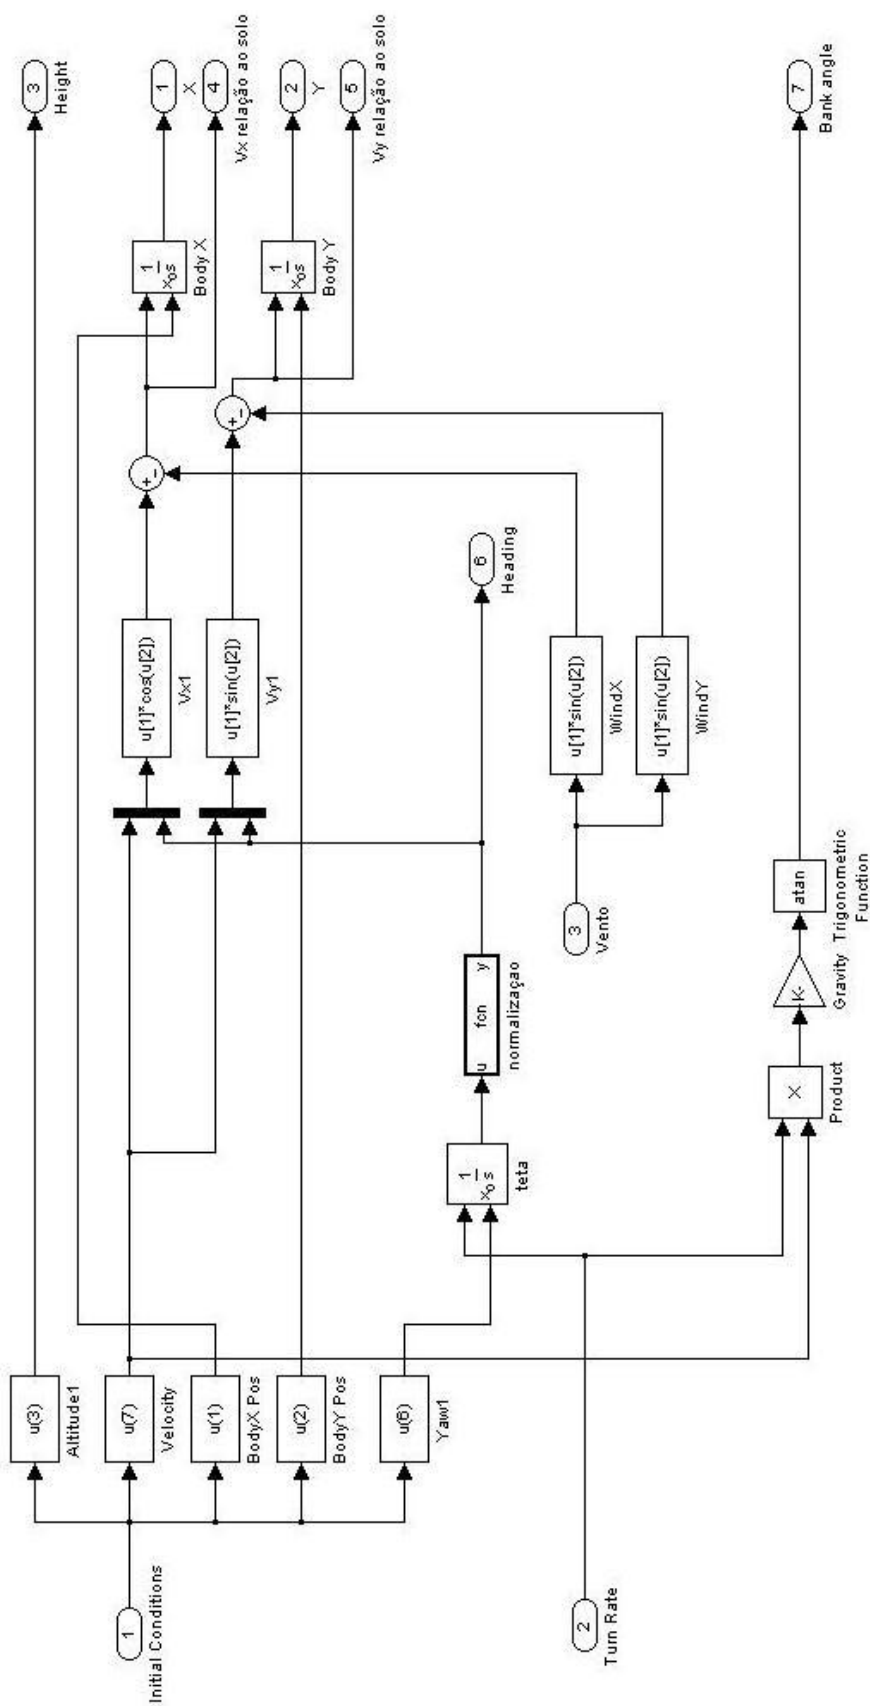 3
Height
1
X
4
Vx relação ao solo
2
Y
5
Vy relação ao solo
7
Bank angle
1
xo s
Body X
1
xo s
Body Y
+
-
+
-
6
Heading
u[1]*cos(u[2])
Vx1
u[1]*sin(u[2])
Vy1
u[1]*sin(u[2])
WindX
u[1]*sin(u[2])
WindY
3
Vento
atan
Trigonometric
Function
K-
Gravity
u fcn y
normalização
X
Product
1
xo s
teta
u(3)
Altitude1
u(7)
Velocity
u(1)
BodyX Pos
u(2)
BodyY Pos
u(6)
Yaw1
1
Initial Conditions
2
Turn Rate